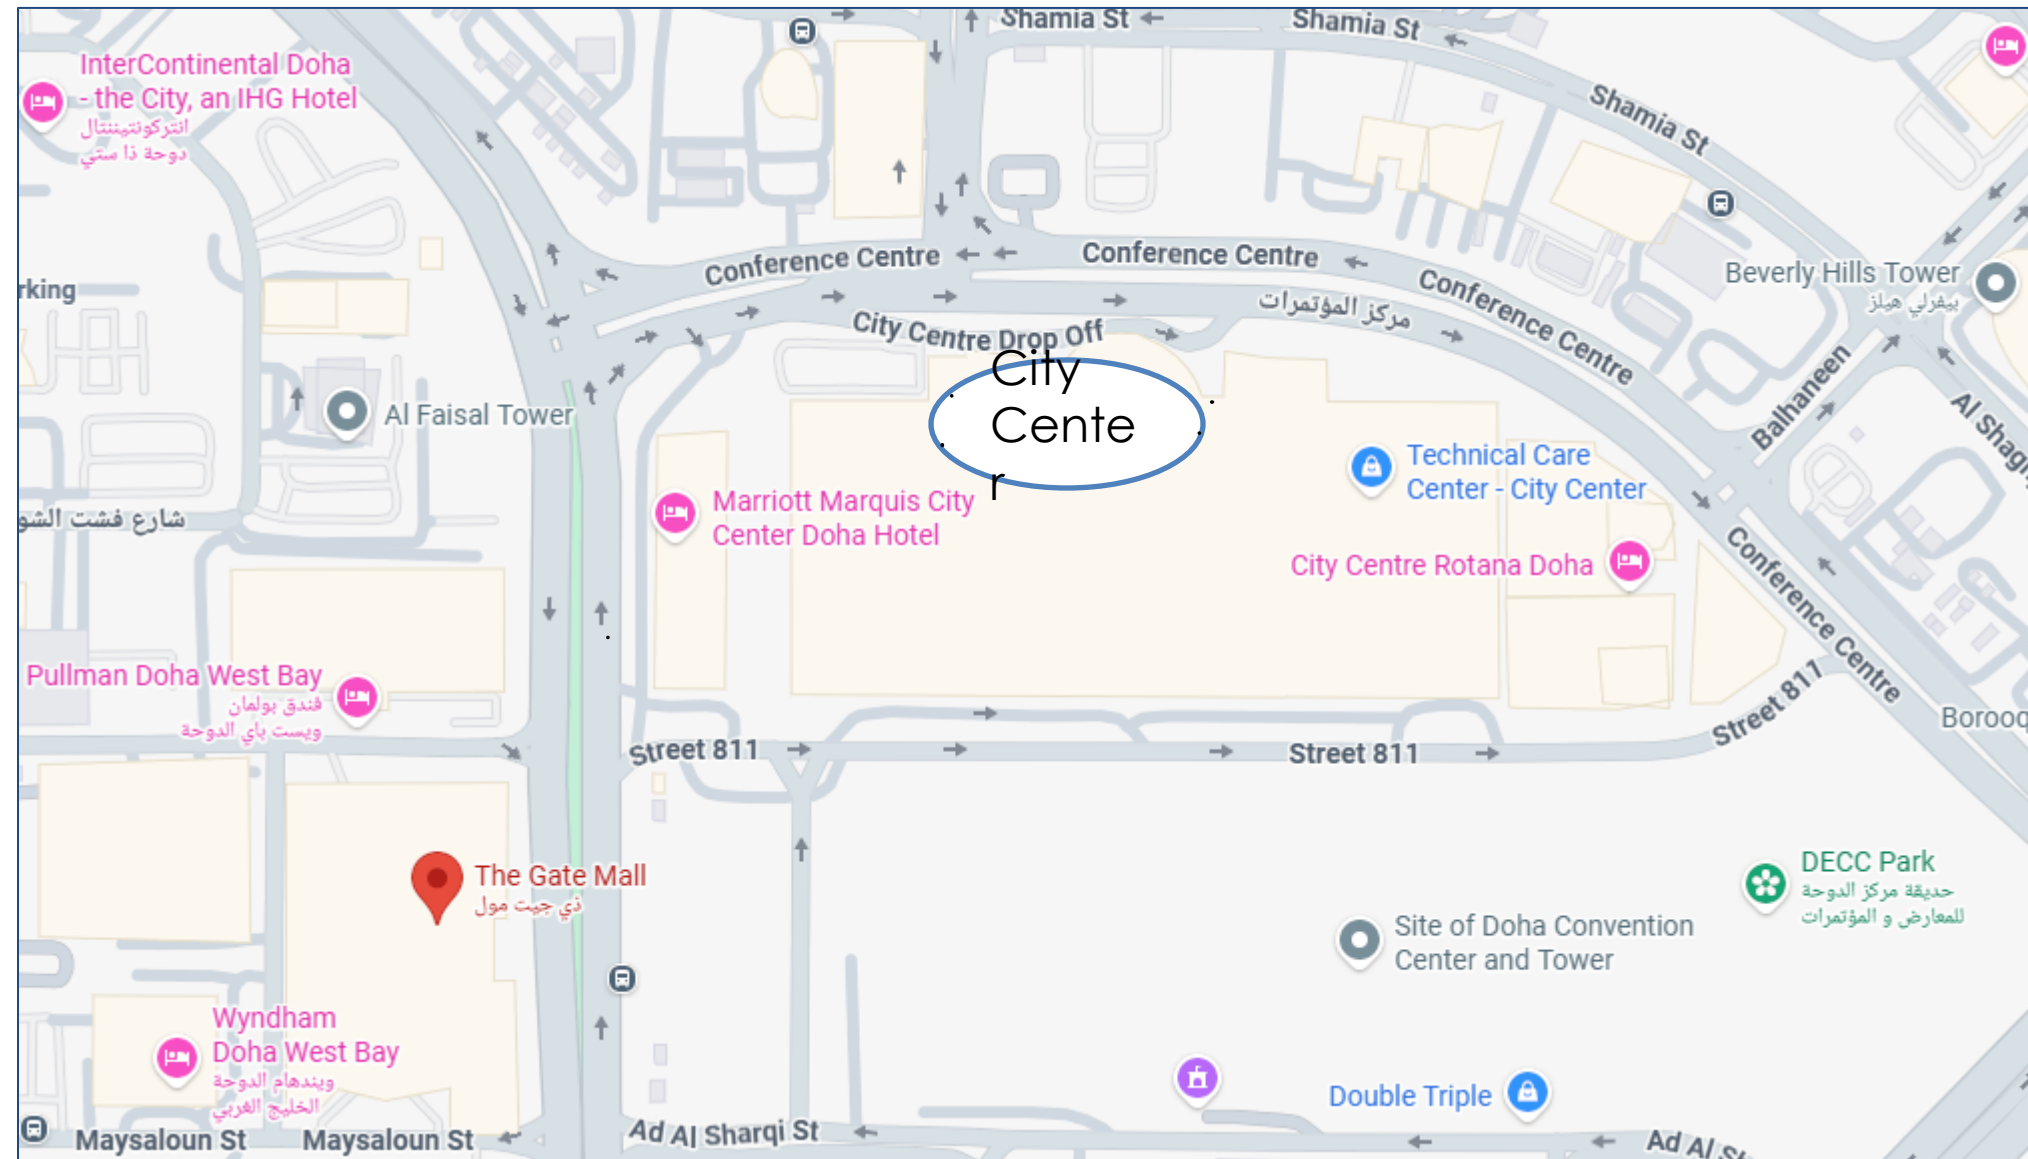 Shamia St
Shamia St
InterContinental Doha
- the City, an IHG Hotel
انتركونتيننتال
دوحة ذا ستي
Shamia St
Conference Centre
Conference Centre
Conference Centre
Beverly Hills Tower
بيفرلي هيلز
rking
مركز المؤتمرات
City Centre Drop Off
City
Cente
r
Balhaneen
Al Shagh
Al Faisal Tower
Technical Care
Center - City Center
Marriott Marquis City
Center Doha Hotel
شارع فشت الشو
City Centre Rotana Doha
Conference Centre
Pullman Doha West Bay
فندق بولمان
ويست باي الدوحة
Street 811
Street 811
Street 811
Borooq
The Gate Mall
ذي جيت مول
DECC Park
حديقة مركز الدوحة
للمعارض و المؤتمرات
Site of Doha Convention
Center and Tower
Wyndham
Doha West Bay
ويندهام الدوحة
الخليج الغربي
Double Triple
Maysaloun St
Maysaloun St
Ad Al Sharqi St
Ad Al S